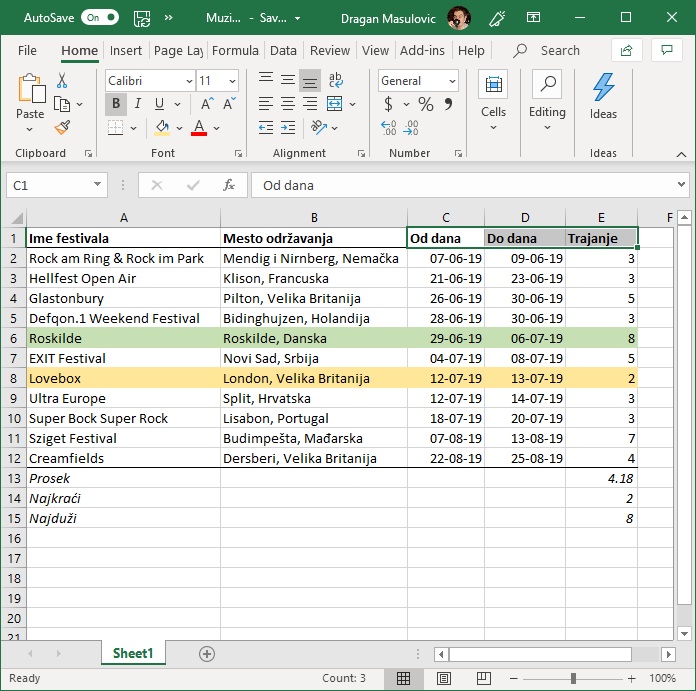 AutoSave On » Muzi... - Sav... Dragan Masulovic
File Home Insert Page Lay Formula Data Review View Add-ins Help Search
Calibri 11 General
Paste B I U A A ab c $ % 9 Cells Editing Ideas
Clipboard Font Alignment Number Ideas
C1 fx Od dana
A B C D E F
1 Ime festivala Mesto održavanja Od dana Do dana Trajanje
2 Rock am Ring & Rock im Park Mendig i Nirnberg, Nemačka 07-06-19 09-06-19 3
3 Hellfest Open Air Klison, Francuska 21-06-19 23-06-19 3
4 Glastonbury Pilton, Velika Britanija 26-06-19 30-06-19 5
5 Defqon.1 Weekend Festival Bidinghujzen, Holandija 28-06-19 30-06-19 3
6 Roskilde Roskilde, Danska 29-06-19 06-07-19 8
7 EXIT Festival Novi Sad, Srbija 04-07-19 08-07-19 5
8 Lovebox London, Velika Britanija 12-07-19 13-07-19 2
9 Ultra Europe Split, Hrvatska 12-07-19 14-07-19 3
10 Super Bock Super Rock Lisabon, Portugal 18-07-19 20-07-19 3
11 Sziget Festival Budimpešta, Mađarska 07-08-19 13-08-19 7
12 Creamfields Dersberi, Velika Britanija 22-08-19 25-08-19 4
13 Prosek 4.18
14 Najkraći 2
15 Najduži 8
16
17
18
19
20
21
Sheet1
Ready Count: 3 100%